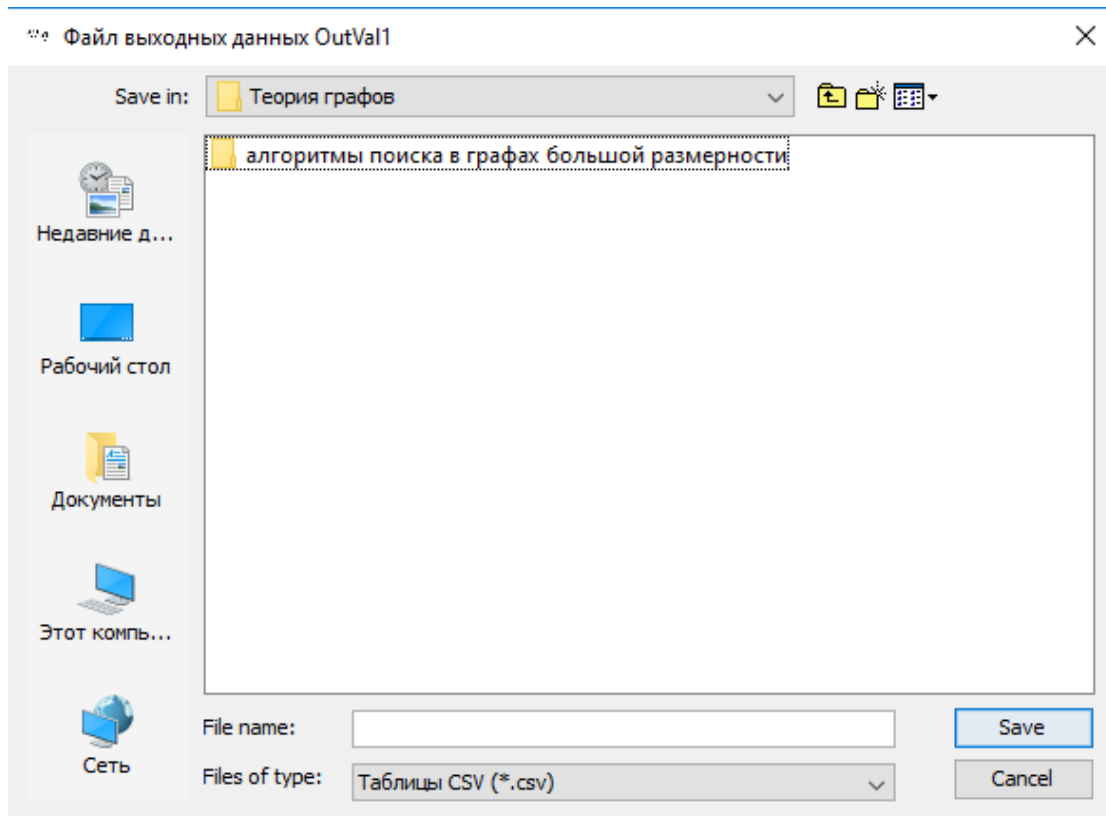 Файл выходных данных OutVal1
Save in:
Теория графов
алгоритмы поиска в графах большой размерности
Недавние д...
Рабочий стол
Документы
Этот компь...
Сеть
File name:
Save
Files of type:
Таблицы CSV (*.csv)
Cancel